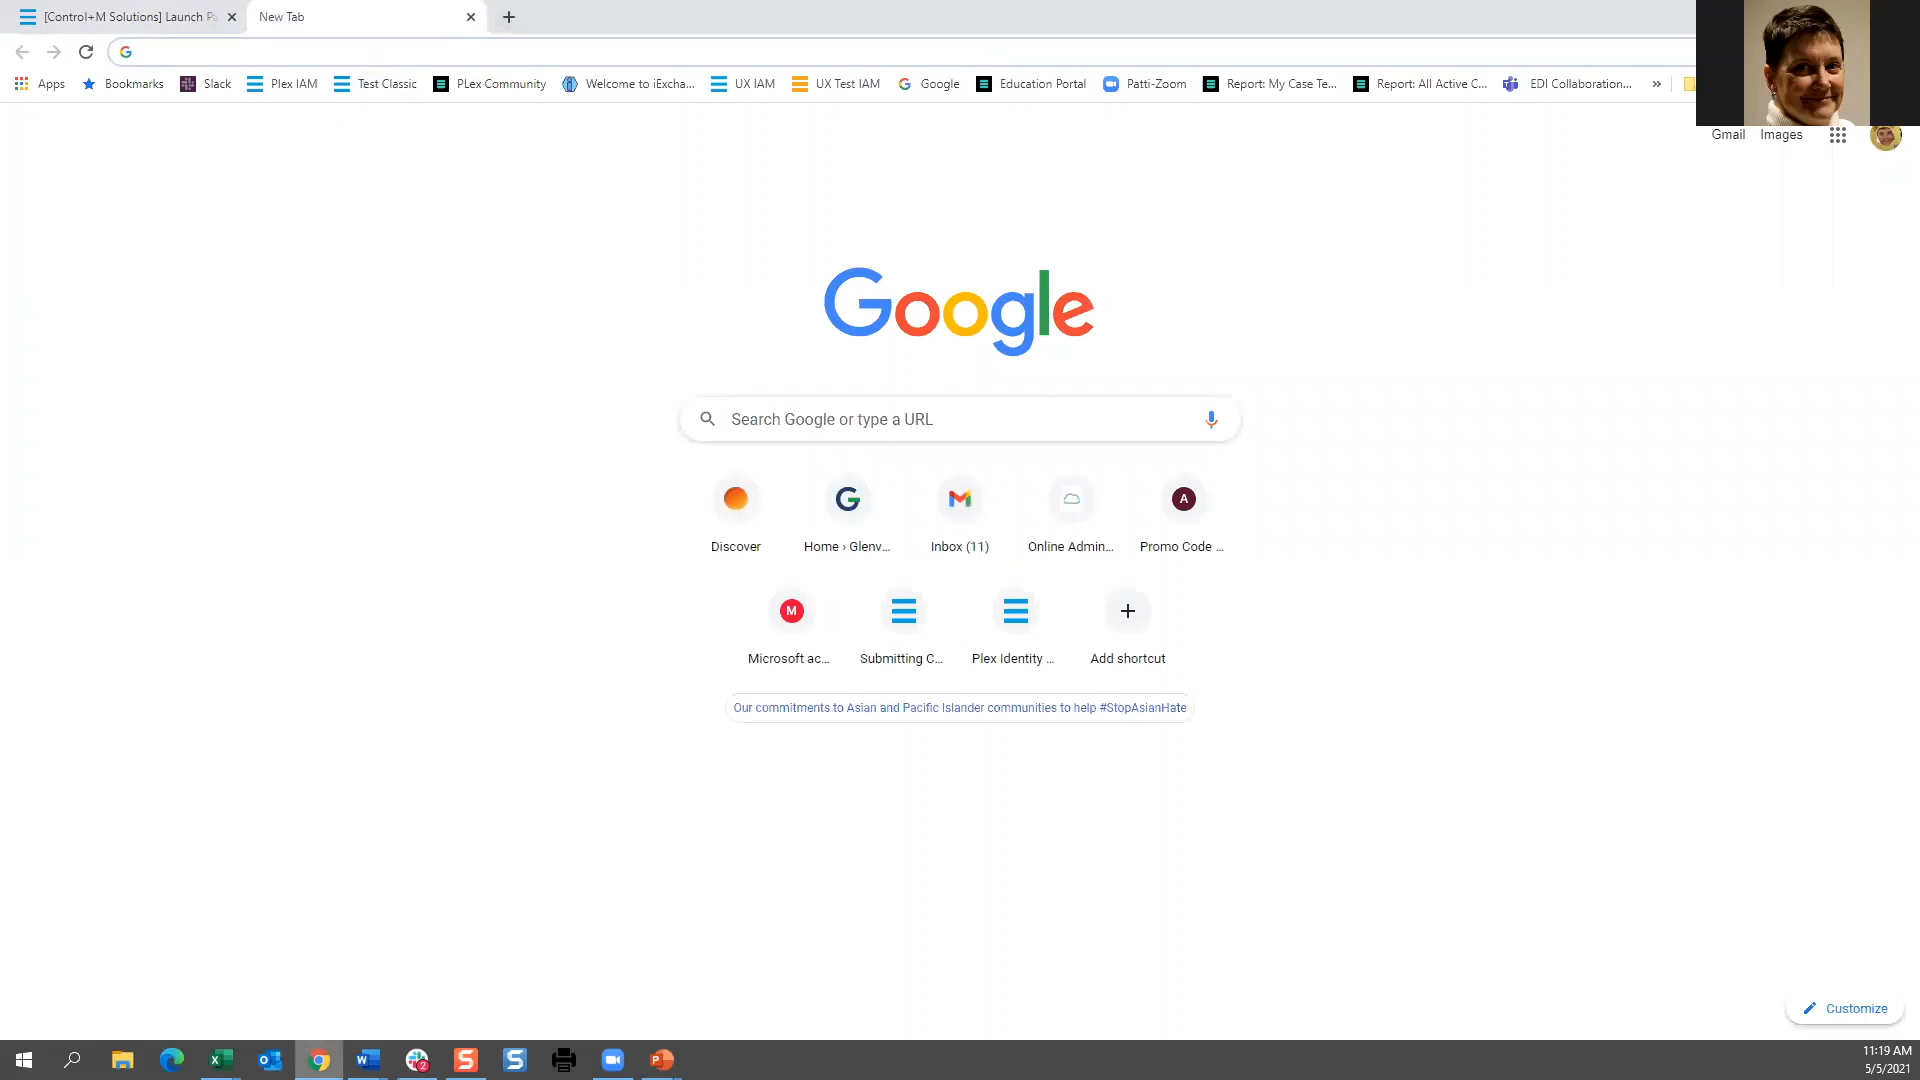 [Control+M Solutions] Launch Pa
New Tab
Apps
Bookmarks
Slack
Plex IAM
Test Classic
PLex Community
Welcome to iExcha...
UX IAM
UX Test IAM
Google
Education Portal
Patti-Zoom
Report: My Case Te...
Report: All Active C...
EDI Collaboration...
»
Gmail
Images
Google
Search Google or type a URL
Discover
Home › Glenv...
Inbox (11)
Online Admin...
A
Promo Code ...
M
Microsoft ac...
Submitting C...
Plex Identity ...
Add shortcut
Our commitments to Asian and Pacific Islander communities to help #StopAsianHate
Customize
2
11:19 AM
5/5/2021